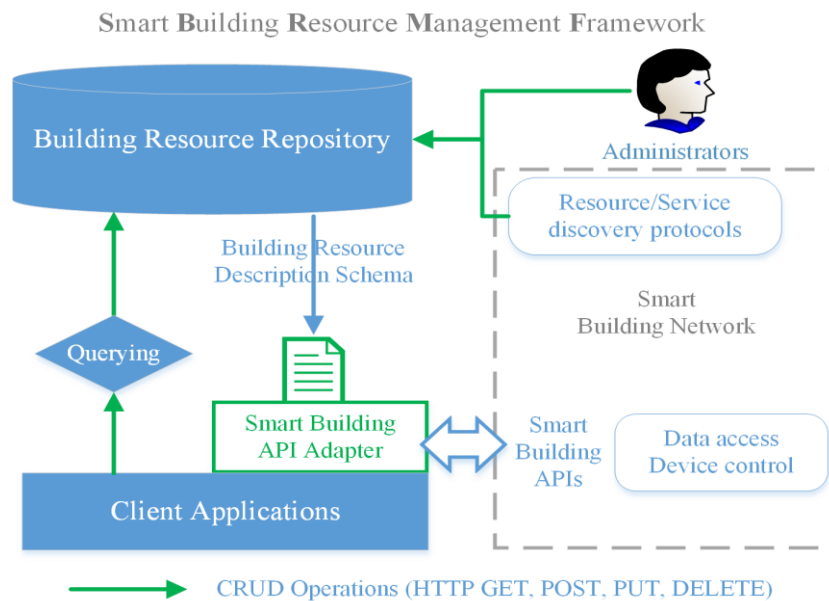 Smart Building Resource Management Framework
Building Resource Repository
Administrators
Resource/Service
discovery protocols
Building Resource
Description Schema
Smart
Building Network
Querying
Smart Building
API Adapter
Smart
Building
APIs
Data access
Device control
Client Applications
CRUD Operations (HTTP GET, POST, PUT, DELETE)